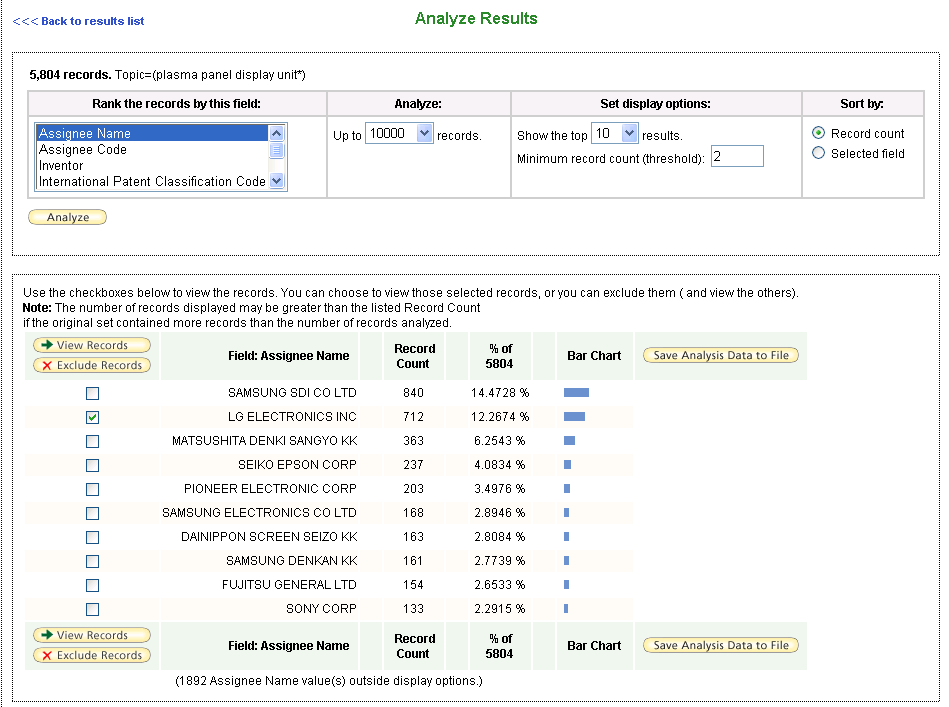 <<< Back to results list
Analyze Results
5,804 records. Topic=(plasma panel display unit*)
Rank the records by this field: Analyze: Set display options: Sort by:
Assignee Name
Assignee Code
Inventor
International Patent Classification Code
Up to 10000 records.
Show the top 10 results.
Minimum record count (threshold): 2
Record count
Selected field
Analyze
Use the checkboxes below to view the records. You can choose to view those selected records, or you can exclude them ( and view the others).
Note: The number of records displayed may be greater than the listed Record Count
if the original set contained more records than the number of records analyzed.
View Records
Exclude Records
Field: Assignee Name
Record
Count
% of
5804
Bar Chart
Save Analysis Data to File
SAMSUNG SDI CO LTD 840 14.4728 %
LG ELECTRONICS INC 712 12.2674 %
MATSUSHITA DENKI SANGYO KK 363 6.2543 %
SEIKO EPSON CORP 237 4.0834 %
PIONEER ELECTRONIC CORP 203 3.4976 %
SAMSUNG ELECTRONICS CO LTD 168 2.8946 %
DAINIPPON SCREEN SEIZO KK 163 2.8084 %
SAMSUNG DENKAN KK 161 2.7739 %
FUJITSU GENERAL LTD 154 2.6533 %
SONY CORP 133 2.2915 %
View Records
Exclude Records
Field: Assignee Name
Record
Count
% of
5804
Bar Chart
Save Analysis Data to File
(1892 Assignee Name value(s) outside display options.)